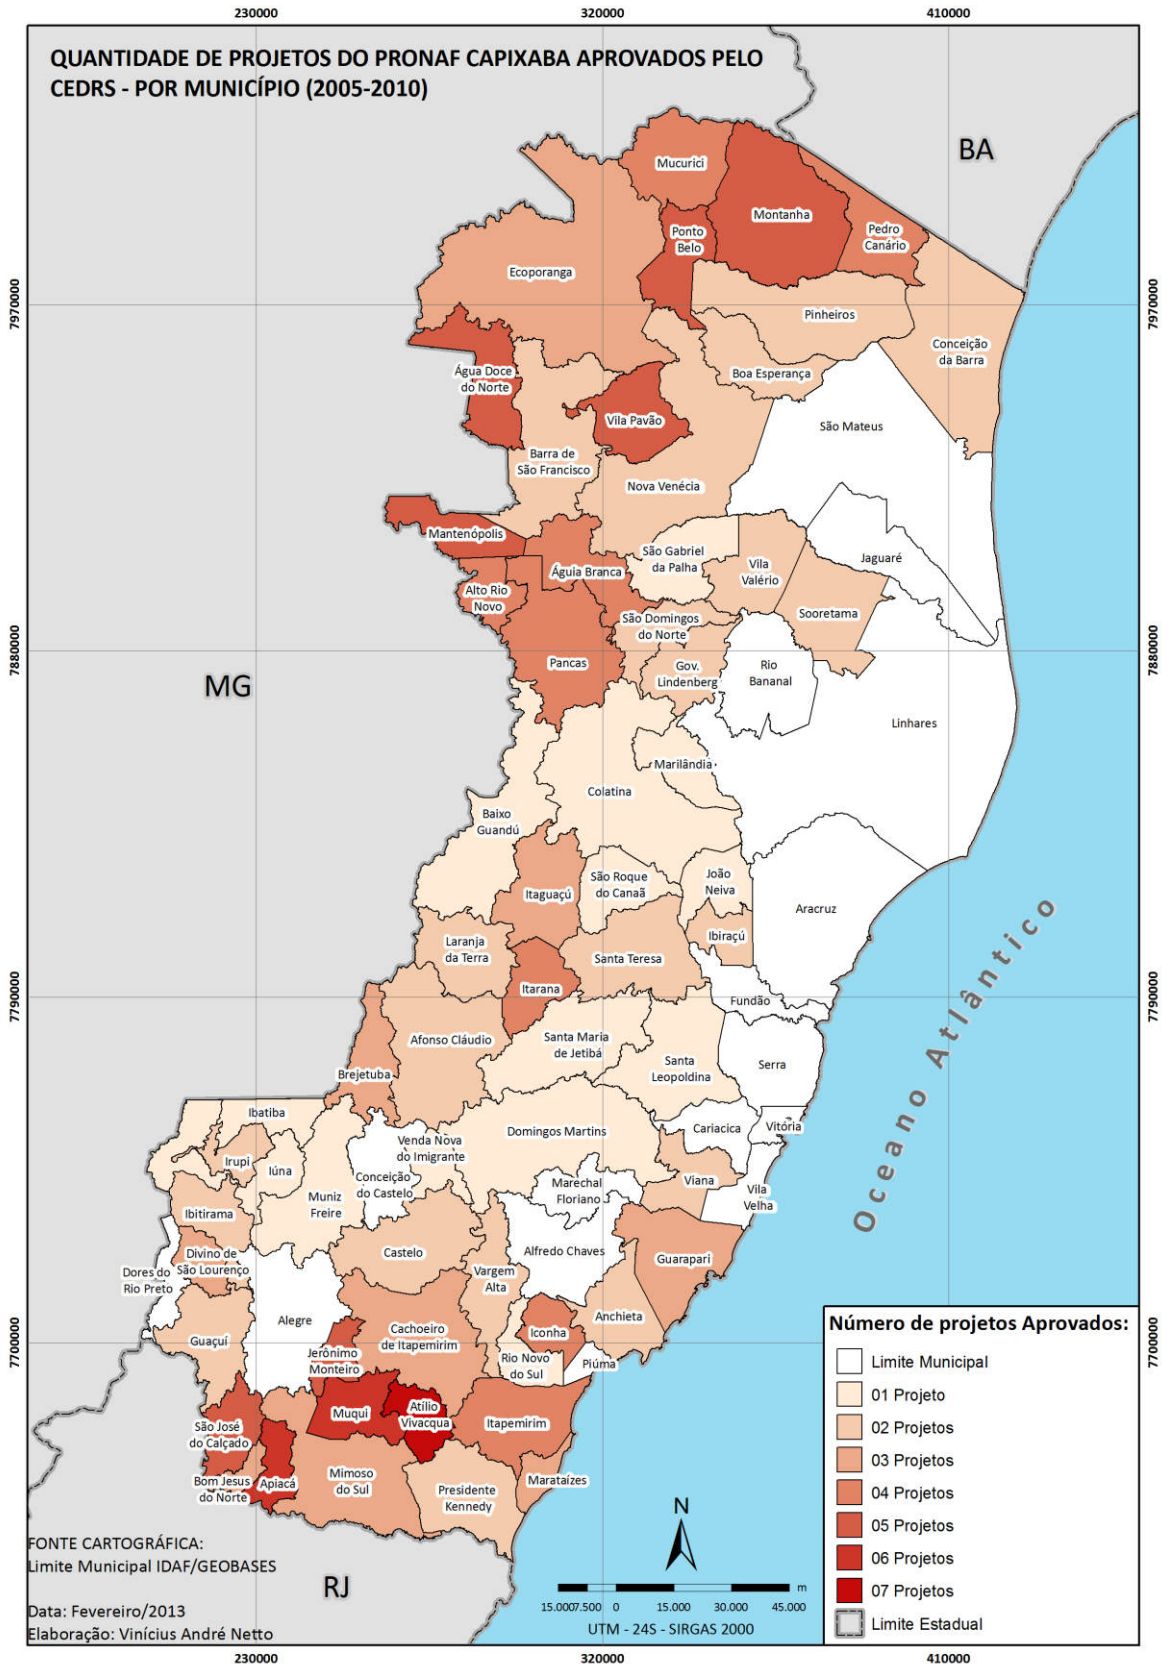 230000
320000
410000
QUANTIDADE DE PROJETOS DO PRONAF CAPIXABA APROVADOS PELO
CEDRS - POR MUNICÍPIO (2005-2010)
BA
Mucurici
Montanha
Ponto
Belo
Pedro
Canário
Ecoporanga
7970000
7970000
Pinheiros
Conceição
da Barra
Água Doce
do Norte
Boa Esperança
Vila Pavão
São Mateus
Barra de
São Francisco
Nova Venécia
Mantenópolis
São Gabriel
da Palha
Jaguaré
Águia Branca
Vila
Valério
Alto Rio
Novo
São Domingos
do Norte
Sooretama
7880000
7880000
Pancas
Gov.
Lindenberg
Rio
Bananal
MG
Linhares
Marilândia
Colatina
Baixo
Guandú
São Roque
do Canaã
João
Neiva
Itaguaçú
Aracruz
Ibiraçú
Laranja
da Terra
Santa Teresa
Itarana
7790000
7790000
Fundão
Oceano Atlântico
Afonso Cláudio
Santa Maria
de Jetibá
Santa
Leopoldina
Serra
Brejetuba
Ibatiba
Domingos Martins
Cariacica
Vitória
Venda Nova
do Imigrante
Irupi
Iúna
Conceição
do Castelo
Marechal
Floriano
Viana
Vila
Velha
Muniz
Freire
Ibitirama
Castelo
Alfredo Chaves
Guarapari
Divino de
São Lourenço
Dores do
Rio Preto
Vargem
Alta
Alegre
Anchieta
Guaçuí
Cachoeiro
de Itapemirim
Iconha
7700000
7700000
Jerônimo
Monteiro
Rio Novo
do Sul
Piúma
Muqui
Atílio
Vivacqua
Itapemirim
São José
do Calçado
Bom Jesus
do Norte
Apiacá
Mimoso
do Sul
Presidente
Kennedy
Marataízes
Número de projetos Aprovados:
Limite Municipal
01 Projeto
02 Projetos
03 Projetos
04 Projetos
05 Projetos
06 Projetos
07 Projetos
Limite Estadual
N
m
15.0007.500 0 15.000 30.000 45.000
UTM - 24S - SIRGAS 2000
FONTE CARTOGRÁFICA:
Limite Municipal IDAF/GEOBASES
RJ
Data: Fevereiro/2013
Elaboração: Vinícius André Netto
230000
320000
410000